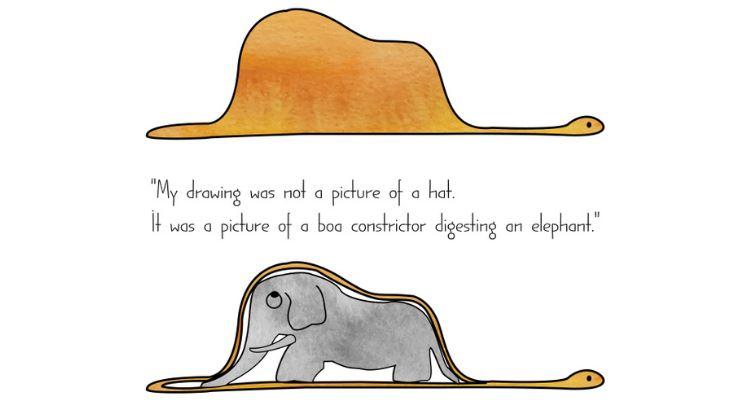 "My drawing was not a picture of a hat.
It was a picture of a boa constrictor digesting an elephant."